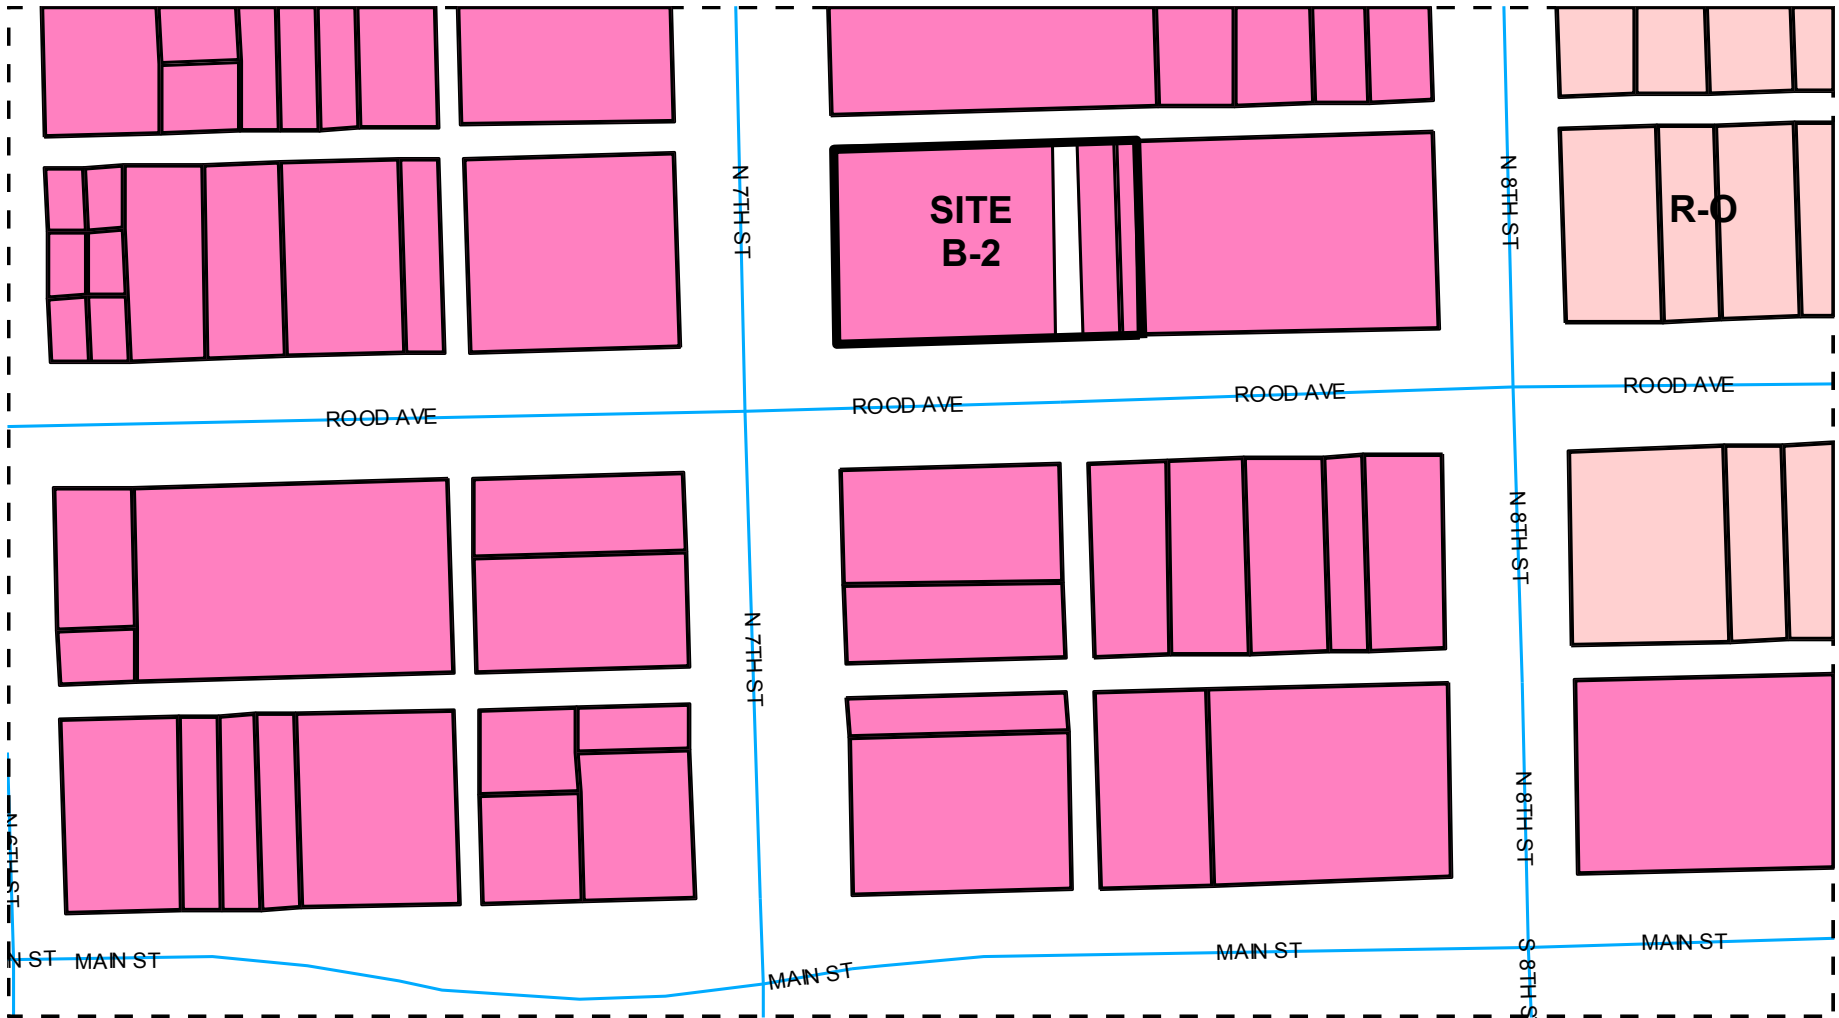 N 7TH ST
N 8TH ST
SITE
B-2
R-O
ROOD AVE
ROOD AVE
ROOD AVE
ROOD AVE
N 8TH ST
N 7TH ST
N 8TH ST
N 6TH ST
N ST
MAIN ST
MAIN ST
MAIN ST
MAIN ST
S 8TH S